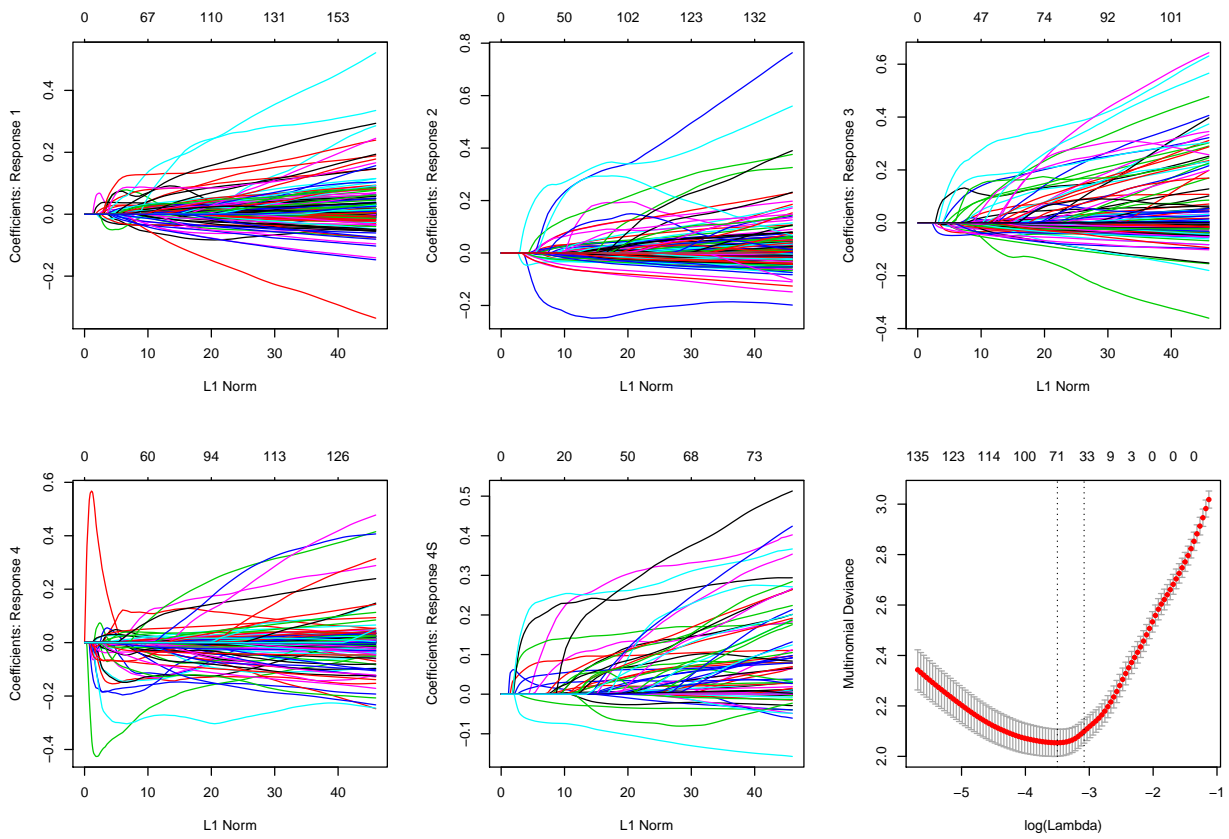 0 67 110 131 153
Coefficients: Response 1
0.4
0.2
0.0
−0.2
0 10 20 30 40
L1 Norm
0 50 102 123 132
Coefficients: Response 2
0.8
0.6
0.4
0.2
0.0
−0.2
0 10 20 30 40
L1 Norm
0 47 74 92 101
Coefficients: Response 3
0.6
0.4
0.2
0.0
−0.2
−0.4
0 10 20 30 40
L1 Norm
0 60 94 113 126
Coefficients: Response 4
0.6
0.4
0.2
0.0
−0.2
−0.4
0 10 20 30 40
L1 Norm
0 20 50 68 73
Coefficients: Response 4S
0.5
0.4
0.3
0.2
0.1
0.0
−0.1
0 10 20 30 40
L1 Norm
135 123 114 100 71 33 9 3 0 0 0
Multinomial Deviance
3.0
2.8
2.6
2.4
2.2
2.0
−5 −4 −3 −2 −1
log(Lambda)